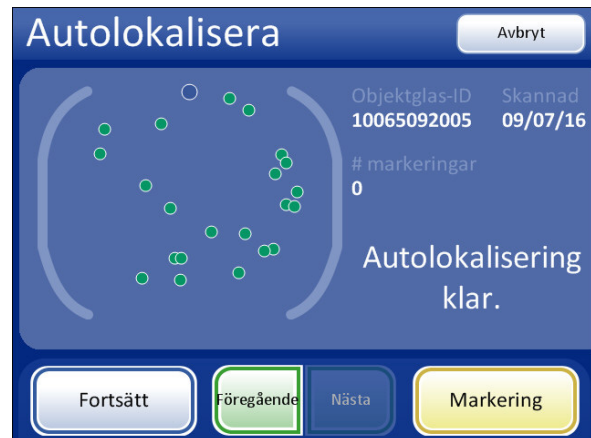 Autolokalisera
Avbryt
Objektglas-ID
Skannad
10065092005
09/07/16
# markeringar
0
Autolokalisering
klar.
Fortsätt
Föregående
Nästa
Markering